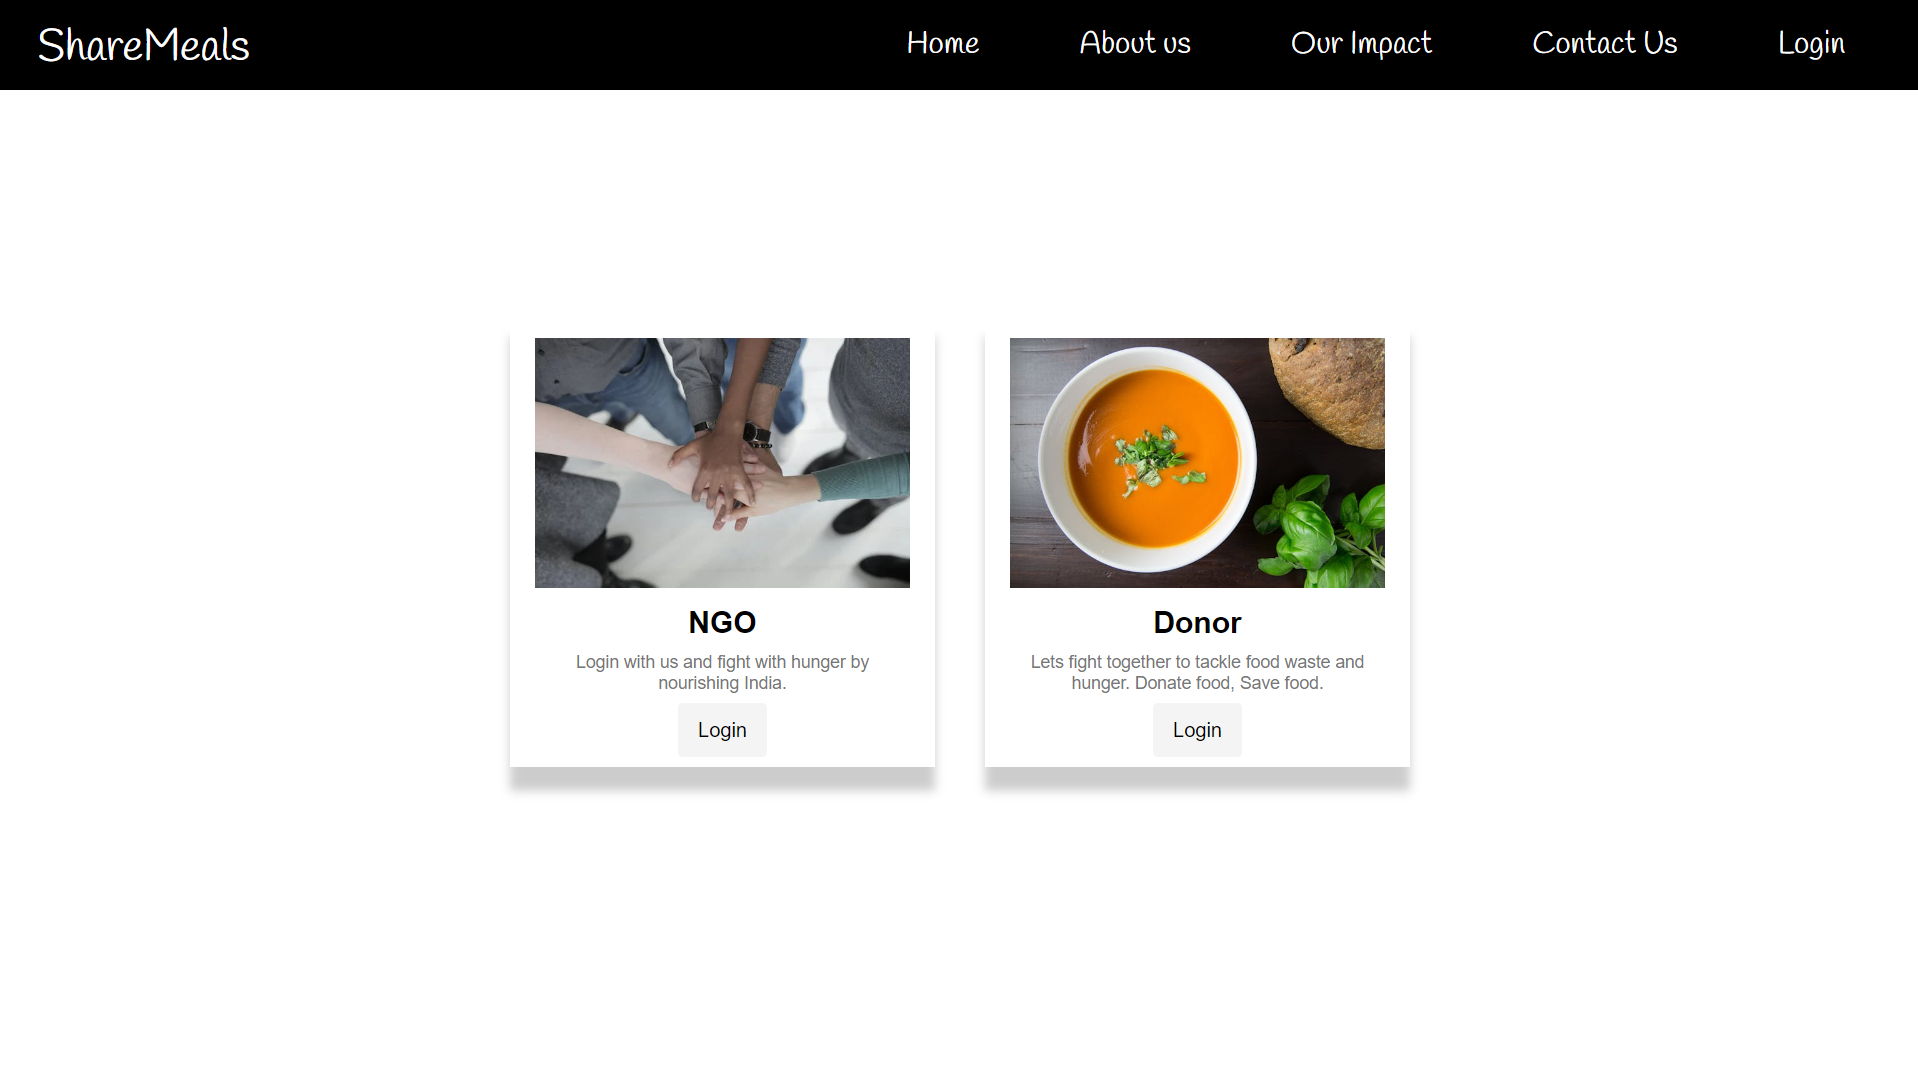 ShareMeals
Home
About us
Our Impact
Contact Us
Login
NGO
Login with us and fight with hunger by
nourishing India.
Login
Donor
Lets fight together to tackle food waste and
hunger. Donate food, Save food.
Login